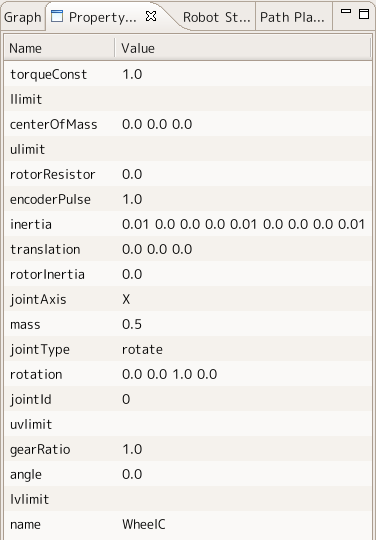 Graph Property... Robot St... Path Pla...
Name Value
torqueConst 1.0
llimit
centerOfMass 0.0 0.0 0.0
ulimit
rotorResistor 0.0
encoderPulse 1.0
inertia 0.01 0.0 0.0 0.0 0.01 0.0 0.0 0.0 0.01
translation 0.0 0.0 0.0
rotorInertia 0.0
jointAxis X
mass 0.5
jointType rotate
rotation 0.0 0.0 1.0 0.0
jointId 0
uvlimit
gearRatio 1.0
angle 0.0
lvlimit
name WheelC